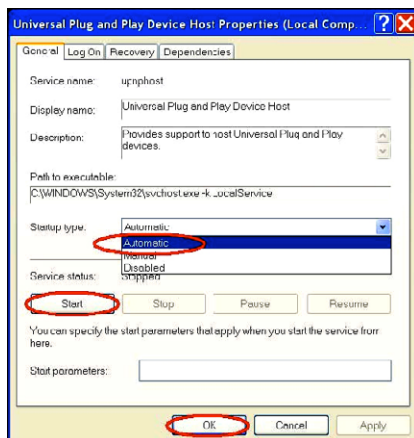 Universal Plug and Play Device Host Properties (Local Comp...
General Log On Recovery Dependencies
Service name: upnphost
Display name: Universal Plug and Play Device Host
Description: Provides support to host Universal Plug and Play
devices.
Path to executable:
C:\WINDOWS\System32\svchost.exe -k LocalService
Startup type: Automatic
Automatic
Manual
Disabled
Service status: Stopped
Start Stop Pause Resume
You can specify the start parameters that apply when you start the service from
here.
Start parameters:
OK Cancel Apply